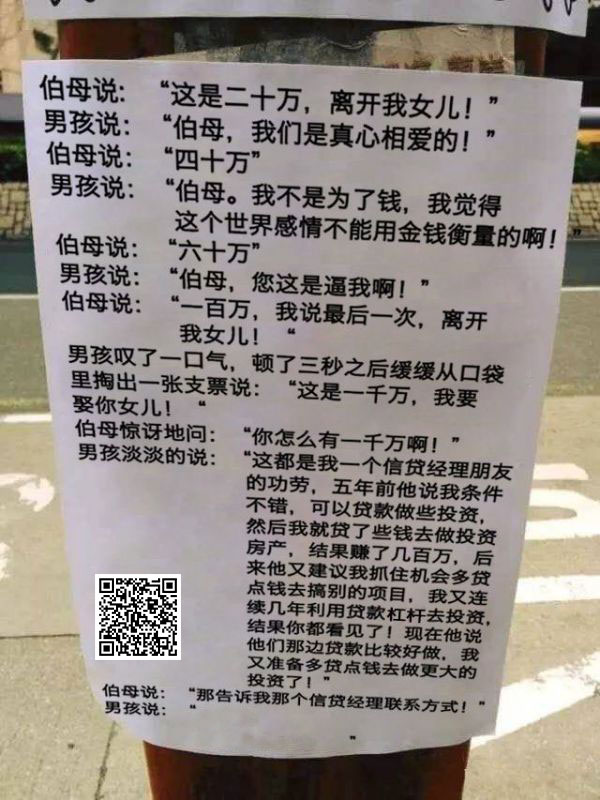 伯母说：“这是二十万，离开我女儿！”
男孩说：“伯母，我们是真心相爱的！”
伯母说：“四十万”
男孩说：“伯母。我不是为了钱，我觉得
这个世界感情不能用金钱衡量的啊！”
伯母说：“六十万”
男孩说：“伯母，您这是逼我啊！”
伯母说：“一百万，我说最后一次，离开
我女儿！“
男孩叹了一口气，顿了三秒之后缓缓从口袋
里掏出一张支票说：“这是一千万，我要
娶你女儿！“
伯母惊讶地问：“你怎么有一千万啊！”
男孩淡淡的说：“这都是我一个信贷经理朋友
的功劳，五年前他说我条件
不错，可以贷款做些投资，
然后我就贷了些钱去做投资
房产，结果赚了几百万，后
来他又建议我抓住机会多贷
点钱去搞别的项目，我又连
续几年利用贷款杠杆去投资，
结果你都看见了！现在他说
他们那边贷款比较好做，我
又准备多贷点钱去做更大的
投资了！”
伯母说：“那告诉我那个信贷经理联系方式！”
男孩说：“
”